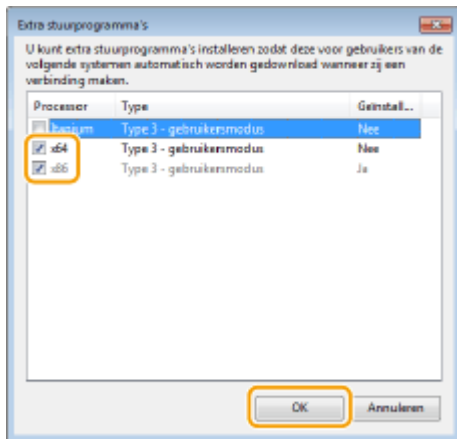 Extra stuurprogramma's
U kunt extra stuurprogramma's installeren zodat deze voor gebruikers van de
volgende systemen automatisch worden gedownload wanneer zij een
verbinding maken.
Processor Type Geïnstall...
Itanium Type 3 - gebruikersmodus Nee
x64 Type 3 - gebruikersmodus Nee
x86 Type 3 - gebruikersmodus Ja
OK Annuleren